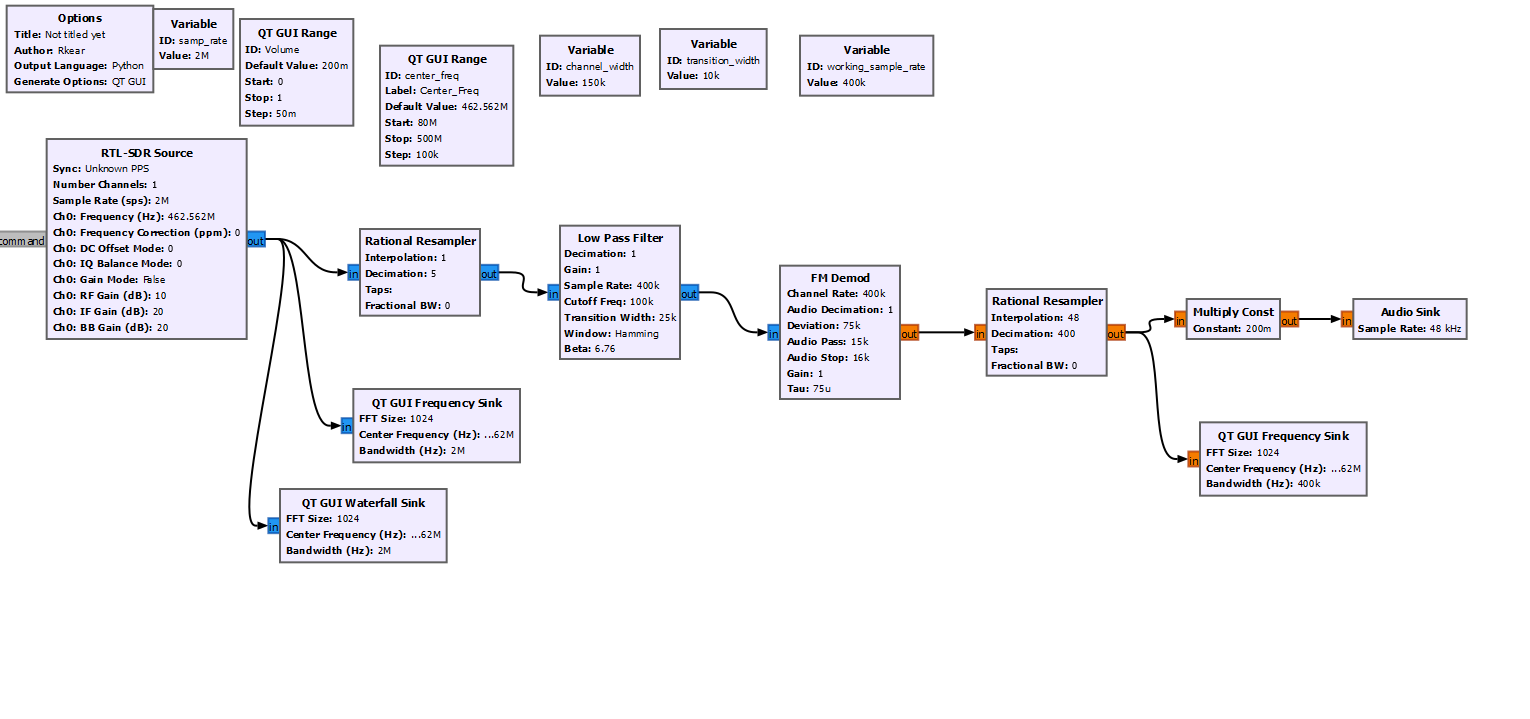 Options
Title: Not titled yet
Author: Rkear
Output Language: Python
Generate Options: QT GUI
Variable
ID: samp_rate
Value: 2M
QT GUI Range
ID: Volume
Default Value: 200m
Start: 0
Stop: 1
Step: 50m
QT GUI Range
ID: center_freq
Label: Center_Freq
Default Value: 462.562M
Start: 80M
Stop: 500M
Step: 100k
Variable
ID: channel_width
Value: 150k
Variable
ID: transition_width
Value: 10k
Variable
ID: working_sample_rate
Value: 400k
command
RTL-SDR Source
Sync: Unknown PPS
Number Channels: 1
Sample Rate (sps): 2M
Ch0: Frequency (Hz): 462.562M
Ch0: Frequency Correction (ppm): 0
Ch0: DC Offset Mode: 0
Ch0: IQ Balance Mode: 0
Ch0: Gain Mode: False
Ch0: RF Gain (dB): 10
Ch0: IF Gain (dB): 20
Ch0: BB Gain (dB): 20
out
in
Rational Resampler
Interpolation: 1
Decimation: 5
Taps:
Fractional BW: 0
out
in
Low Pass Filter
Decimation: 1
Gain: 1
Sample Rate: 400k
Cutoff Freq: 100k
Transition Width: 25k
Window: Hamming
Beta: 6.76
out
in
FM Demod
Channel Rate: 400k
Audio Decimation: 1
Deviation: 75k
Audio Pass: 15k
Audio Stop: 16k
Gain: 1
Tau: 75u
out
in
Rational Resampler
Interpolation: 48
Decimation: 400
Taps:
Fractional BW: 0
out
in
Multiply Const
Constant: 200m
out
in
Audio Sink
Sample Rate: 48 kHz
in
QT GUI Frequency Sink
FFT Size: 1024
Center Frequency (Hz): ...62M
Bandwidth (Hz): 2M
in
QT GUI Frequency Sink
FFT Size: 1024
Center Frequency (Hz): ...62M
Bandwidth (Hz): 400k
in
QT GUI Waterfall Sink
FFT Size: 1024
Center Frequency (Hz): ...62M
Bandwidth (Hz): 2M